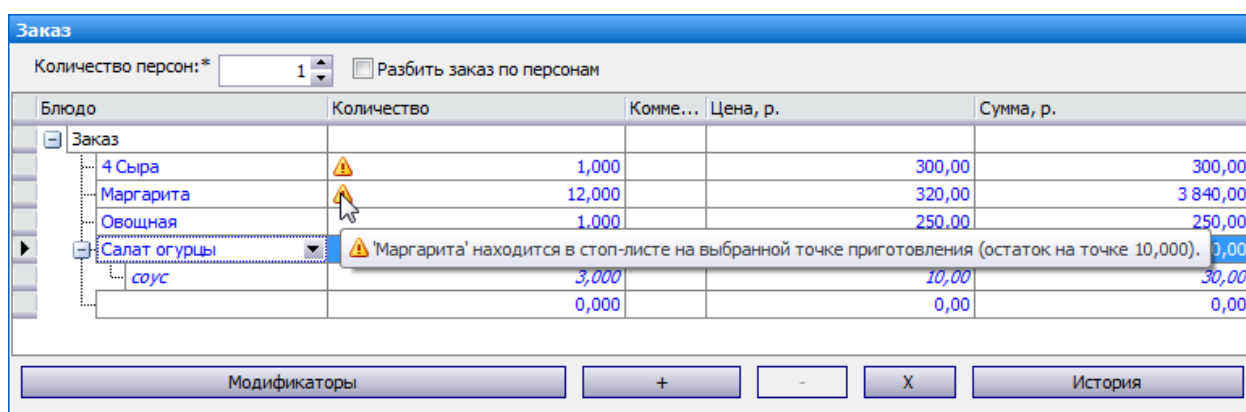 Заказ
Количество персон:* 1 Разбить заказ по персонам
Блюдо Количество Комме... Цена, р. Сумма, р.
Заказ
4 Сыра 1,000 300,00 300,00
Маргарита 12,000 320,00 3 840,00
Овощная 1,000 250,00 250,00
Салат огурцы 'Маргарита' находится в стоп-листе на выбранной точке приготовления (остаток на точке 10,000). 0,00
соус 3,000 10,00 30,00
0,000 0,00 0,00
Модификаторы + - X История